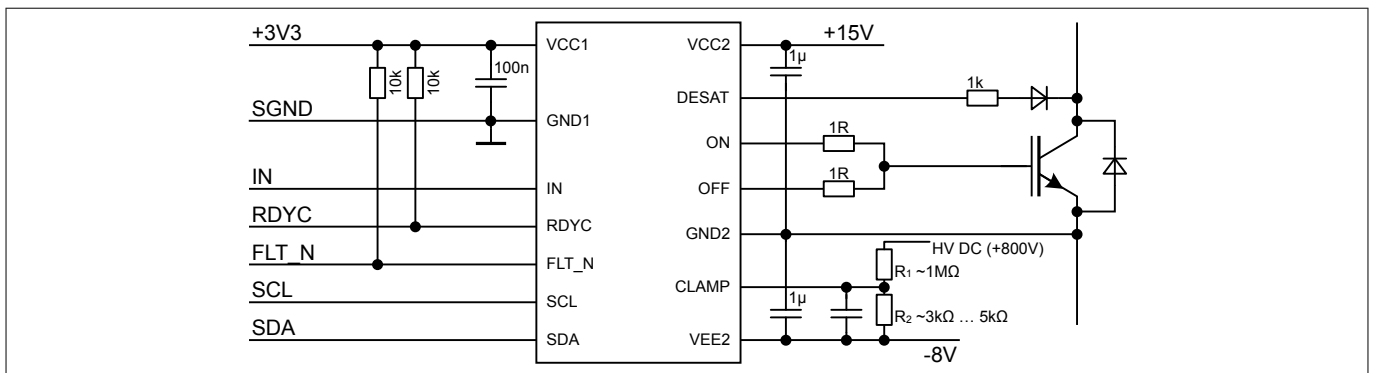 +3V3
VCC1
VCC2
+15V
10k
10k
100n
1µ
DESAT
1k
SGND
GND1
ON
1R
IN
IN
OFF
1R
RDYC
RDYC
GND2
HV DC (+800V)
FLT_N
FLT_N
R₁ ~1MΩ
CLAMP
SCL
SCL
1µ
R₂ ~3kΩ … 5kΩ
SDA
SDA
VEE2
-8V